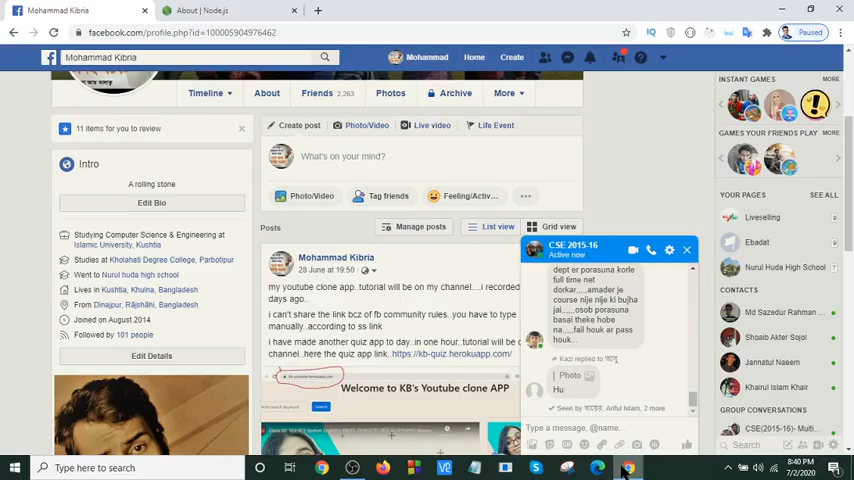 Mohammad Kibria
About | Node.js
facebook.com/profile.php?id=100005904976462
Paused
Mohammad Kibria
Mohammad Home Create
Timeline About Friends 2,263 Photos Archive More
11 items for you to review
Intro
A rolling stone
Edit Bio
Studying Computer Science & Engineering at
Islamic University, Kushtia
Studies at Kholahati Degree College, Parbotipur
Went to Nurul huda high school
Lives in Kushtia, Khulna, Bangladesh
From Dinajpur, Rājshāhi, Bangladesh
Joined on August 2014
Followed by 101 people
Edit Details
Create post Photo/Video Live video Life Event
What's on your mind?
Photo/Video Tag friends Feeling/Activ...
Posts Manage posts List view Grid view
Mohammad Kibria
28 June at 19:50
my youtube clone app..tutorial will be on my channel....i recorded
days ago..
i can't share the link bcz of fb community rules..you have to type
manually..according to ss link
i have made another quiz app to day..in one hour..tutorial will be
channel..here the quiz app link..https://kb-quiz.herokuapp.com/
kb-youtube.herokuapp.com/
Welcome to KB's Youtube clone APP
Search
CSE 2015-16
Active now
dept er porasuna korle
full time net
dorkar,,,,,amader je
course nije nije ki bujha
jai,,,,,,osob porasuna
basai theke hobe
na,,,,,fail houk ar pass
houk..
Kazi replied to আলু
Photo
Hu
Ariful Islam, 2 more
Type a message, @name...
INSTANT GAMES MORE
GAMES YOUR FRIENDS PLAY MORE
YOUR PAGES SEE ALL
Liveselling 9
Ebadat
Nurul Huda High School
CONTACTS
Md Sazedur Rahman ...
Shoaib Akter Sojol
Jannatul Naeem
Khairul Islam Khair
GROUP CONVERSATIONS
CSE(2015-16)- Multi...
Search
Type here to search
8:40 PM
7/2/2020